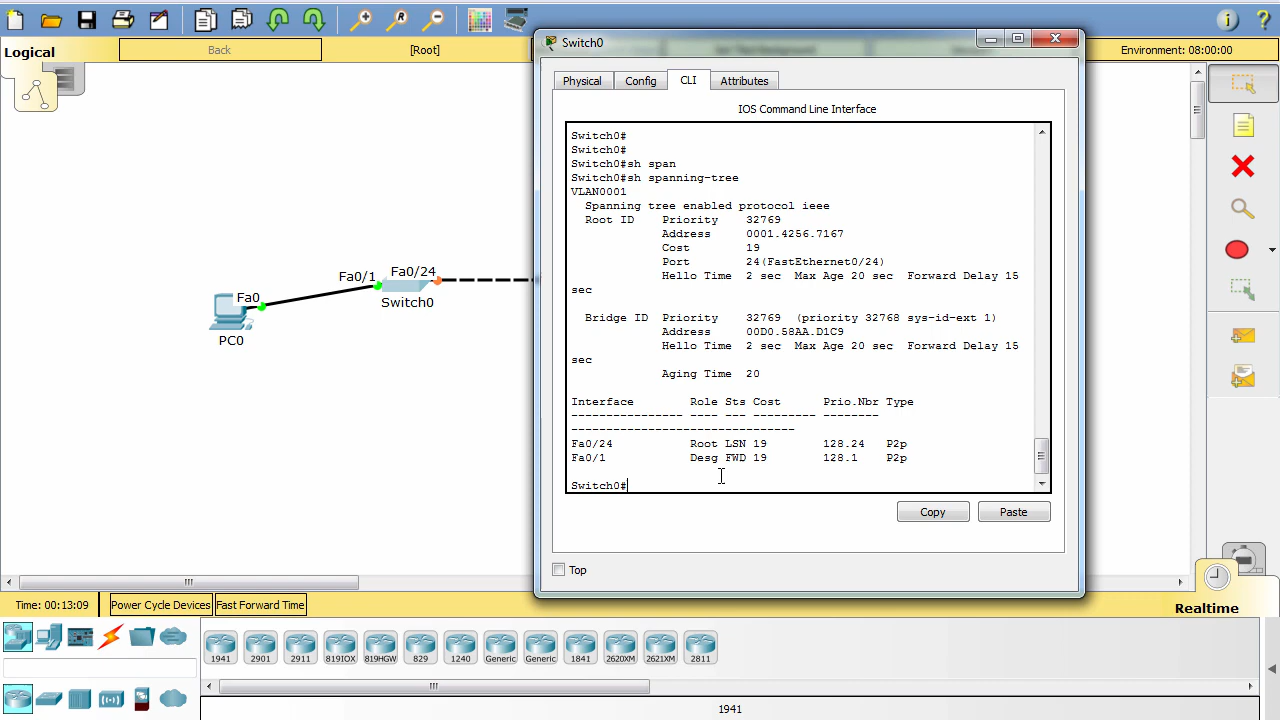 Logical
Back
[Root]
Environment: 08:00:00
Switch0
Physical
Config
CLI
Attributes
IOS Command Line Interface
Switch0#
Switch0#
Switch0#sh span
Switch0#sh spanning-tree
VLAN0001
Spanning tree enabled protocol ieee
Root ID Priority 32769
Address 0001.4256.7167
Cost 19
Port 24(FastEthernet0/24)
Hello Time 2 sec Max Age 20 sec Forward Delay 15
sec
Bridge ID Priority 32769 (priority 32768 sys-id-ext 1)
Address 00D0.58AA.D1C9
Hello Time 2 sec Max Age 20 sec Forward Delay 15
sec
Aging Time 20
Interface Role Sts Cost Prio.Nbr Type
---------------- ---- --- --------- --------
--------------------------------
Fa0/24 Root LSN 19 128.24 P2p
Fa0/1 Desg FWD 19 128.1 P2p
Switch0#
Copy
Paste
Top
Fa0
PC0
Fa0/1
Fa0/24
Switch0
Time: 00:13:09
Power Cycle Devices
Fast Forward Time
Realtime
1941
2901
2911
819IOX
819HGW
829
1240
Generic
Generic
1841
2620XM
2621XM
2811
1941